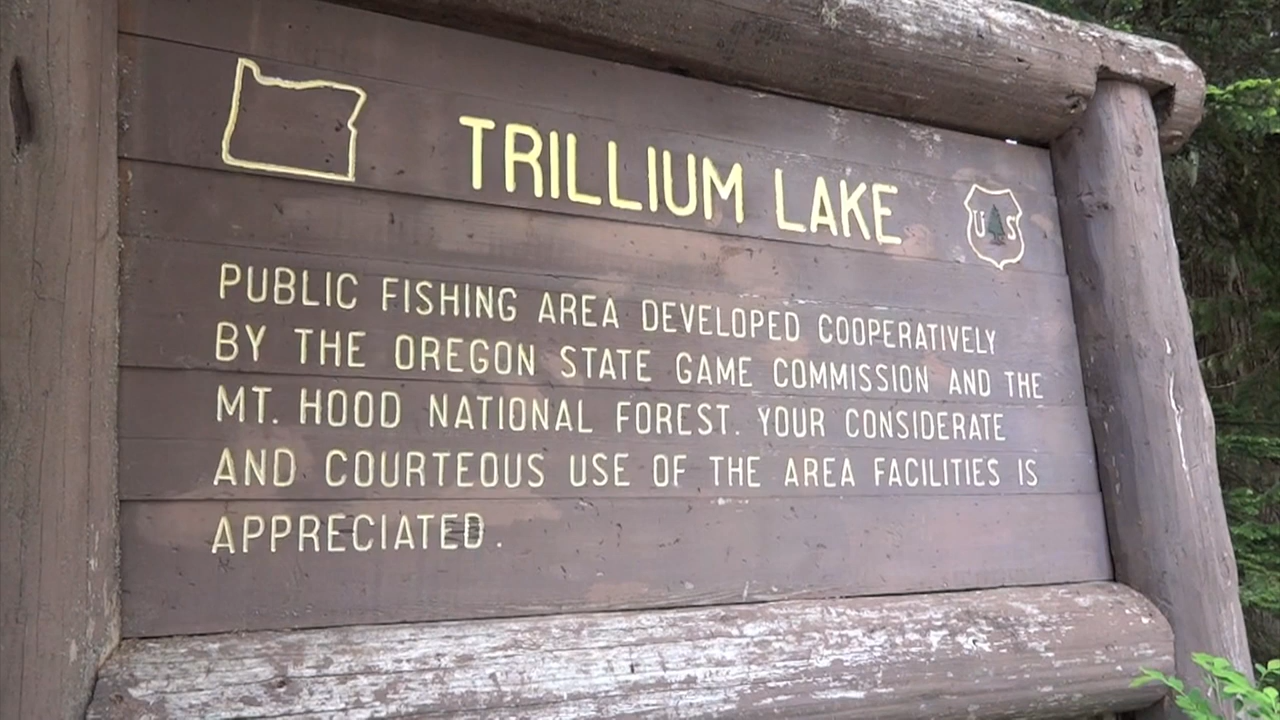 TRILLIUM LAKE
U S
PUBLIC FISHING AREA DEVELOPED COOPERATIVELY
BY THE OREGON STATE GAME COMMISSION AND THE
MT. HOOD NATIONAL FOREST. YOUR CONSIDERATE
AND COURTEOUS USE OF THE AREA FACILITIES IS
APPRECIATED.